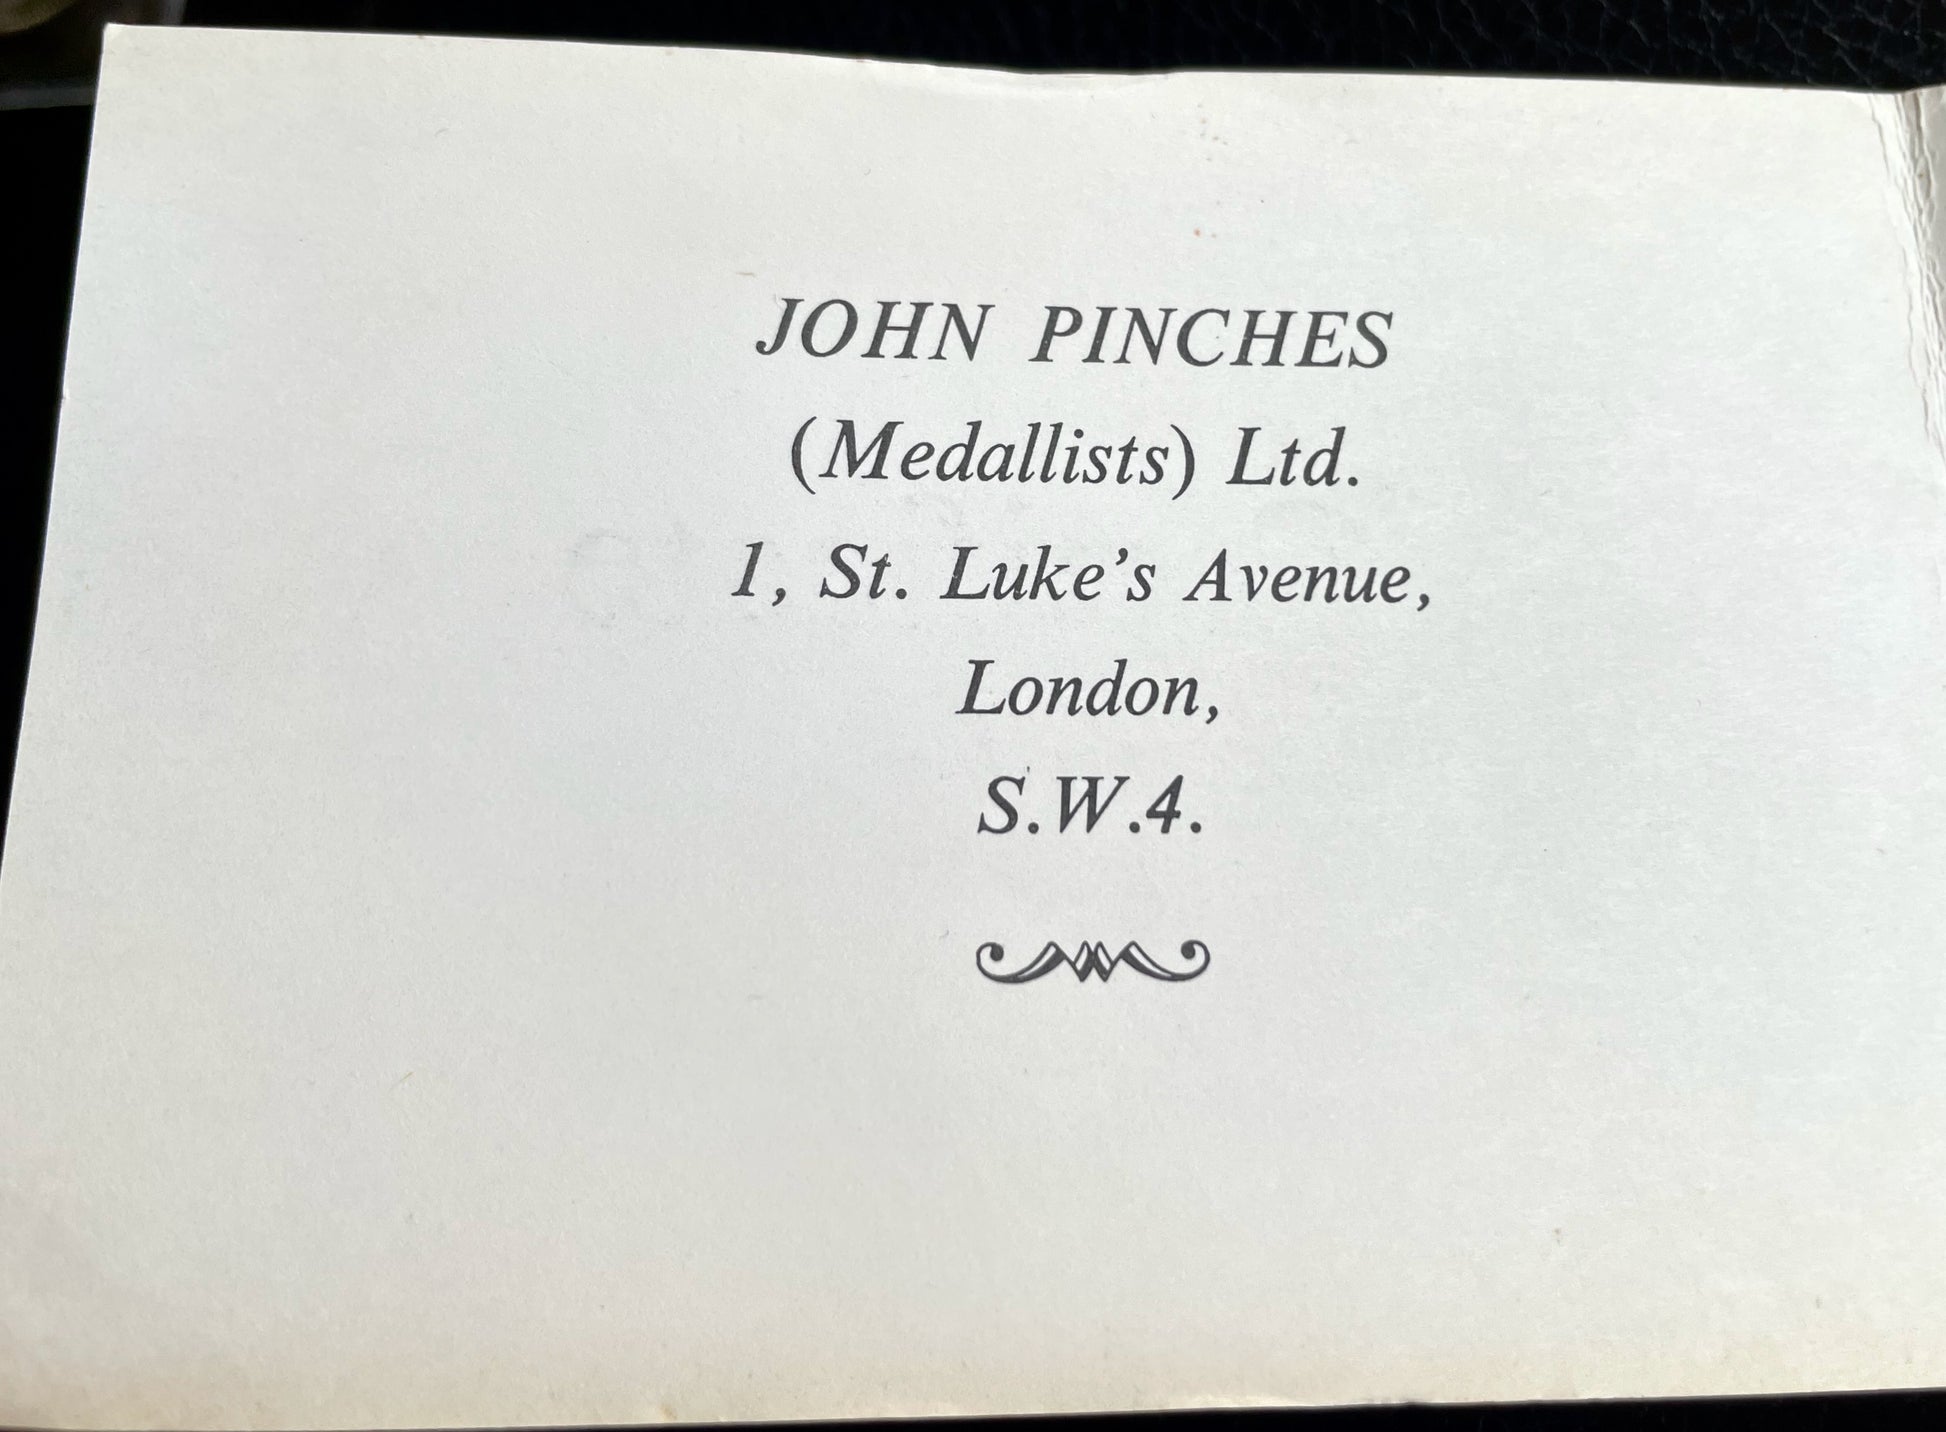 JOHN PINCHES
(Medallists) Ltd.
1, St. Luke's Avenue,
London,
S.W.4.